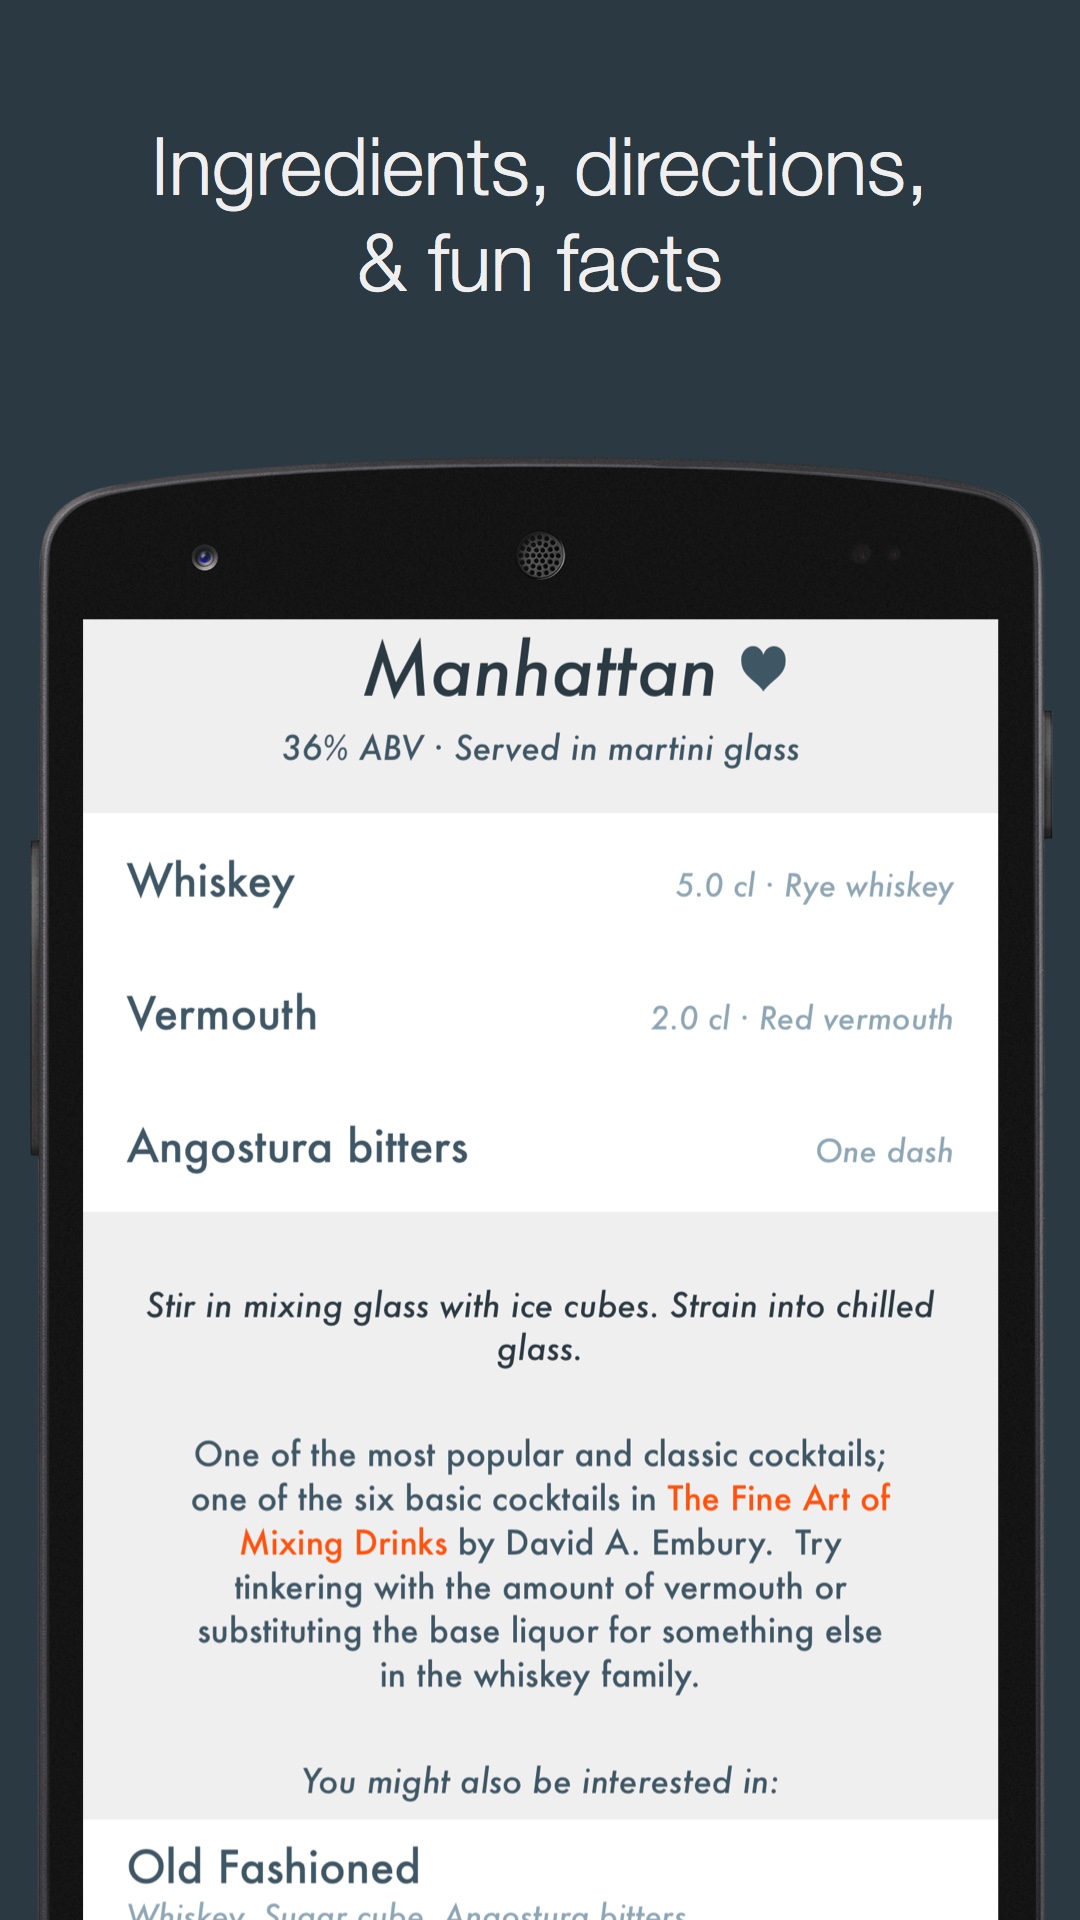 Ingredients, directions,
& fun facts
Manhattan
36% ABV · Served in martini glass
Whiskey 5.0 cl · Rye whiskey
Vermouth 2.0 cl · Red vermouth
Angostura bitters One dash
Stir in mixing glass with ice cubes. Strain into chilled
glass.
One of the most popular and classic cocktails;
one of the six basic cocktails in The Fine Art of
Mixing Drinks by David A. Embury. Try
tinkering with the amount of vermouth or
substituting the base liquor for something else
in the whiskey family.
You might also be interested in:
Old Fashioned
Whiskey, Sugar cube, Angostura bitters